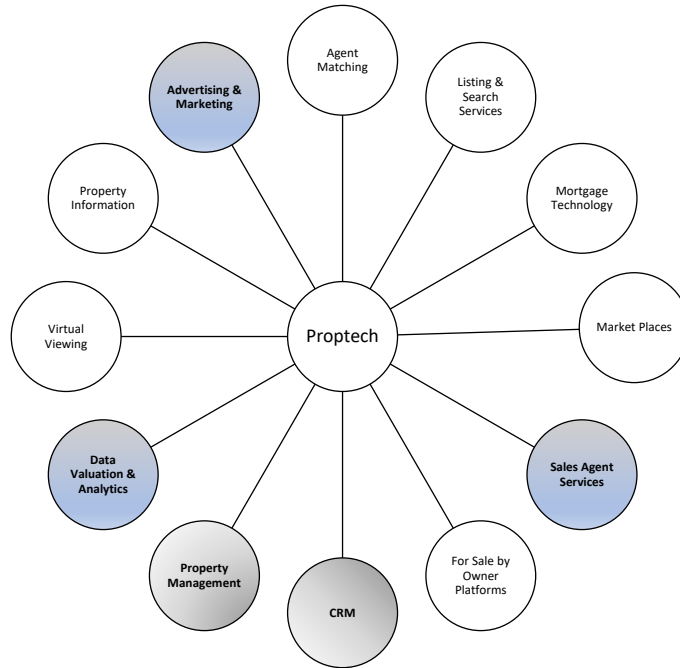 Agent
Matching
Listing &
Search
Services
Mortgage
Technology
Market Places
Sales Agent
Services
For Sale by
Owner
Platforms
CRM
Property
Management
Data
Valuation &
Analytics
Virtual
Viewing
Property
Information
Advertising &
Marketing
Proptech